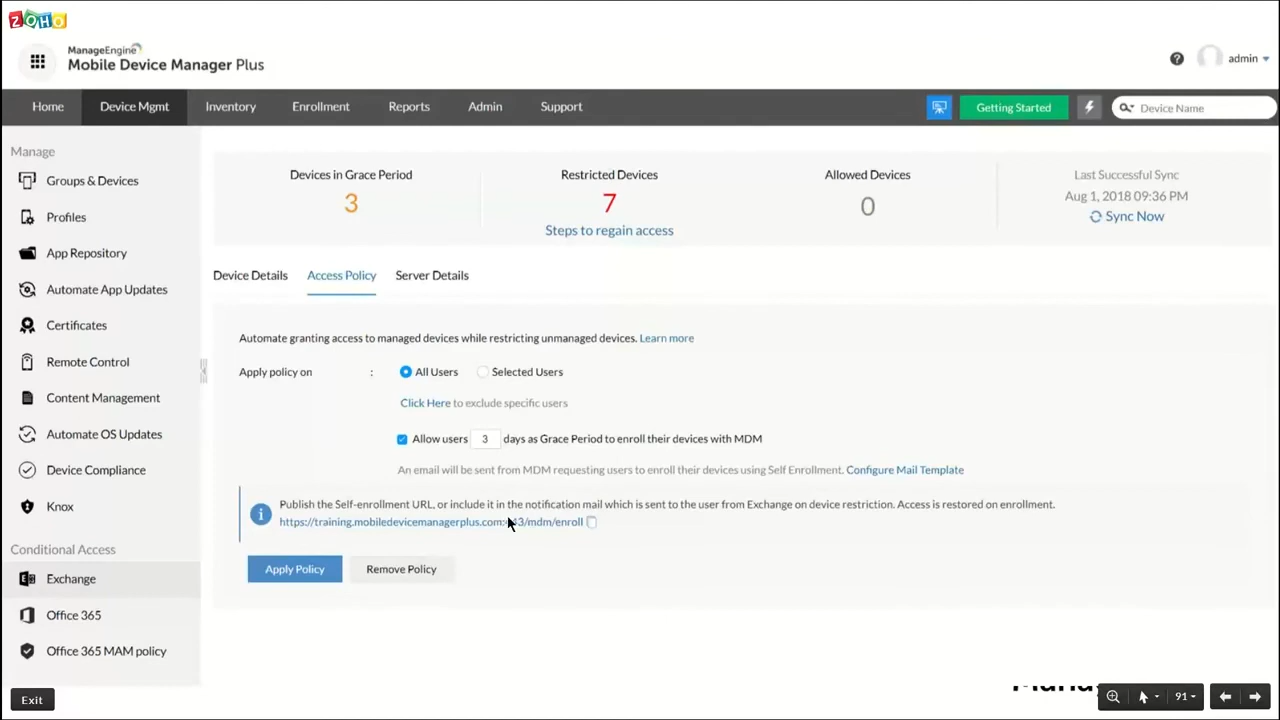 ZOHO
ManageEngine
Mobile Device Manager Plus
admin
Home Device Mgmt Inventory Enrollment Reports Admin Support Getting Started Device Name
Manage
Groups & Devices
Profiles
App Repository
Automate App Updates
Certificates
Remote Control
Content Management
Automate OS Updates
Device Compliance
Knox
Conditional Access
Exchange
Office 365
Office 365 MAM policy
Devices in Grace Period
3
Restricted Devices
7
Steps to regain access
Allowed Devices
0
Last Successful Sync
Aug 1, 2018 09:36 PM
Sync Now
Device Details Access Policy Server Details
Automate granting access to managed devices while restricting unmanaged devices. Learn more
Apply policy on : All Users Selected Users
Click Here to exclude specific users
Allow users 3 days as Grace Period to enroll their devices with MDM
An email will be sent from MDM requesting users to enroll their devices using Self Enrollment. Configure Mail Template
Publish the Self-enrollment URL, or include it in the notification mail which is sent to the user from Exchange on device restriction. Access is restored on enrollment.
https://training.mobiledevicemanagerplus.com: 3/mdm/enroll
Apply Policy Remove Policy
Exit
91